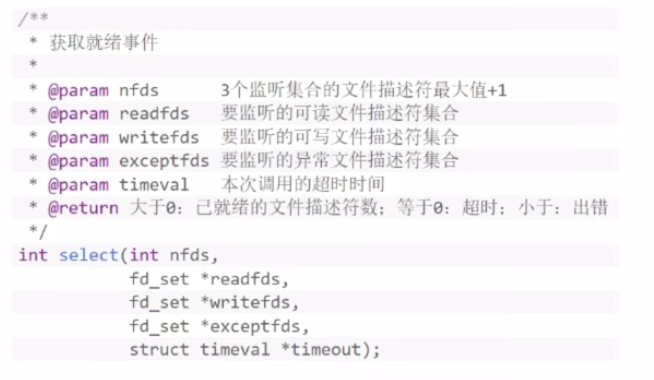 /**
 * 获取就绪事件
 *
 * @param nfds       3个监听集合的文件描述符最大值+1
 * @param readfds    要监听的可读文件描述符集合
 * @param writefds   要监听的可写文件描述符集合
 * @param exceptfds  要监听的异常文件描述符集合
 * @param timeval    本次调用的超时时间
 * @return 大于0：已就绪的文件描述符数；等于0：超时；小于：出错
 */
int select(int nfds,
           fd_set *readfds,
           fd_set *writefds,
           fd_set *exceptfds,
           struct timeval *timeout);